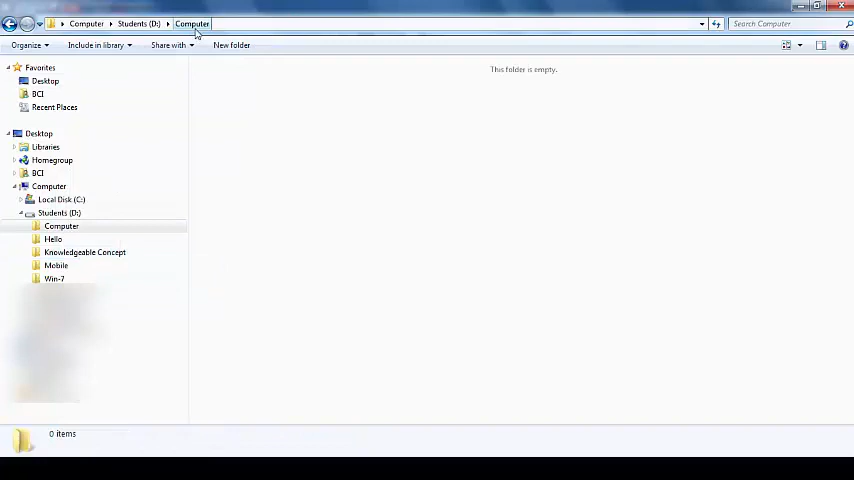 Computer Students (D:) Computer
Search Computer
Organize Include in library Share with New folder
Favorites
Desktop
BCI
Recent Places
Desktop
Libraries
Homegroup
BCI
Computer
Local Disk (C:)
Students (D:)
Computer
Hello
Knowledgeable Concept
Mobile
Win-7
This folder is empty.
0 items